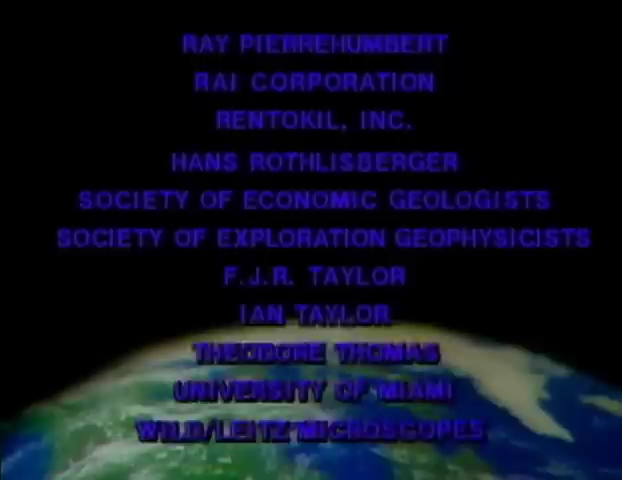 RAY PIERREHUMBERT
RAI CORPORATION
RENTOKIL, INC.
HANS ROTHLISBERGER
SOCIETY OF ECONOMIC GEOLOGISTS
SOCIETY OF EXPLORATION GEOPHYSICISTS
F.J.R. TAYLOR
IAN TAYLOR
THEODORE THOMAS
UNIVERSITY OF MIAMI
WILD/LEITZ MICROSCOPES